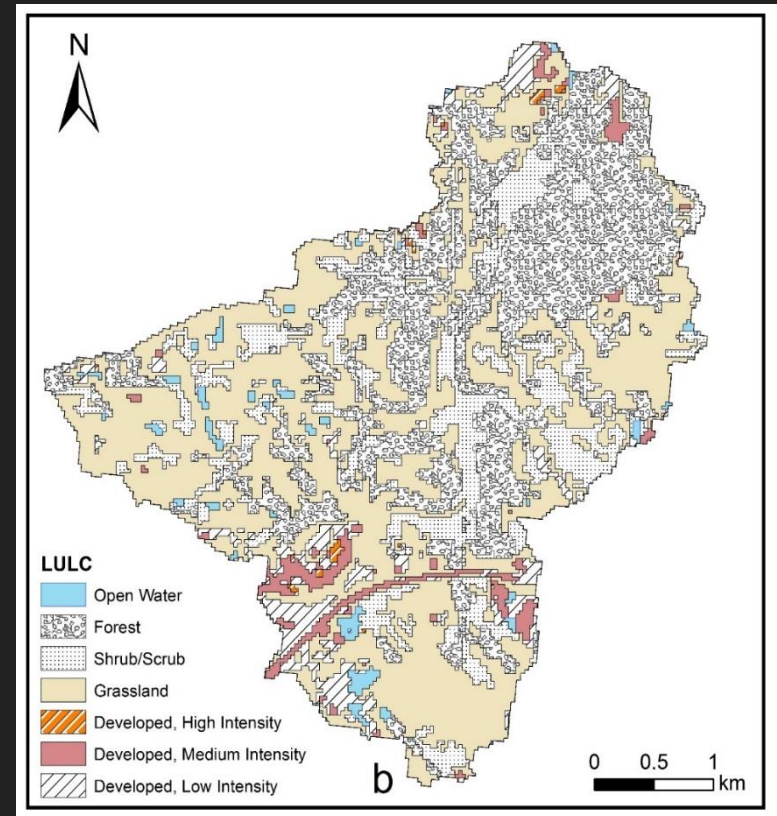 N
LULC
Open Water
Forest
Shrub/Scrub
Grassland
Developed, High Intensity
Developed, Medium Intensity
Developed, Low Intensity
b
0 0.5 1
km